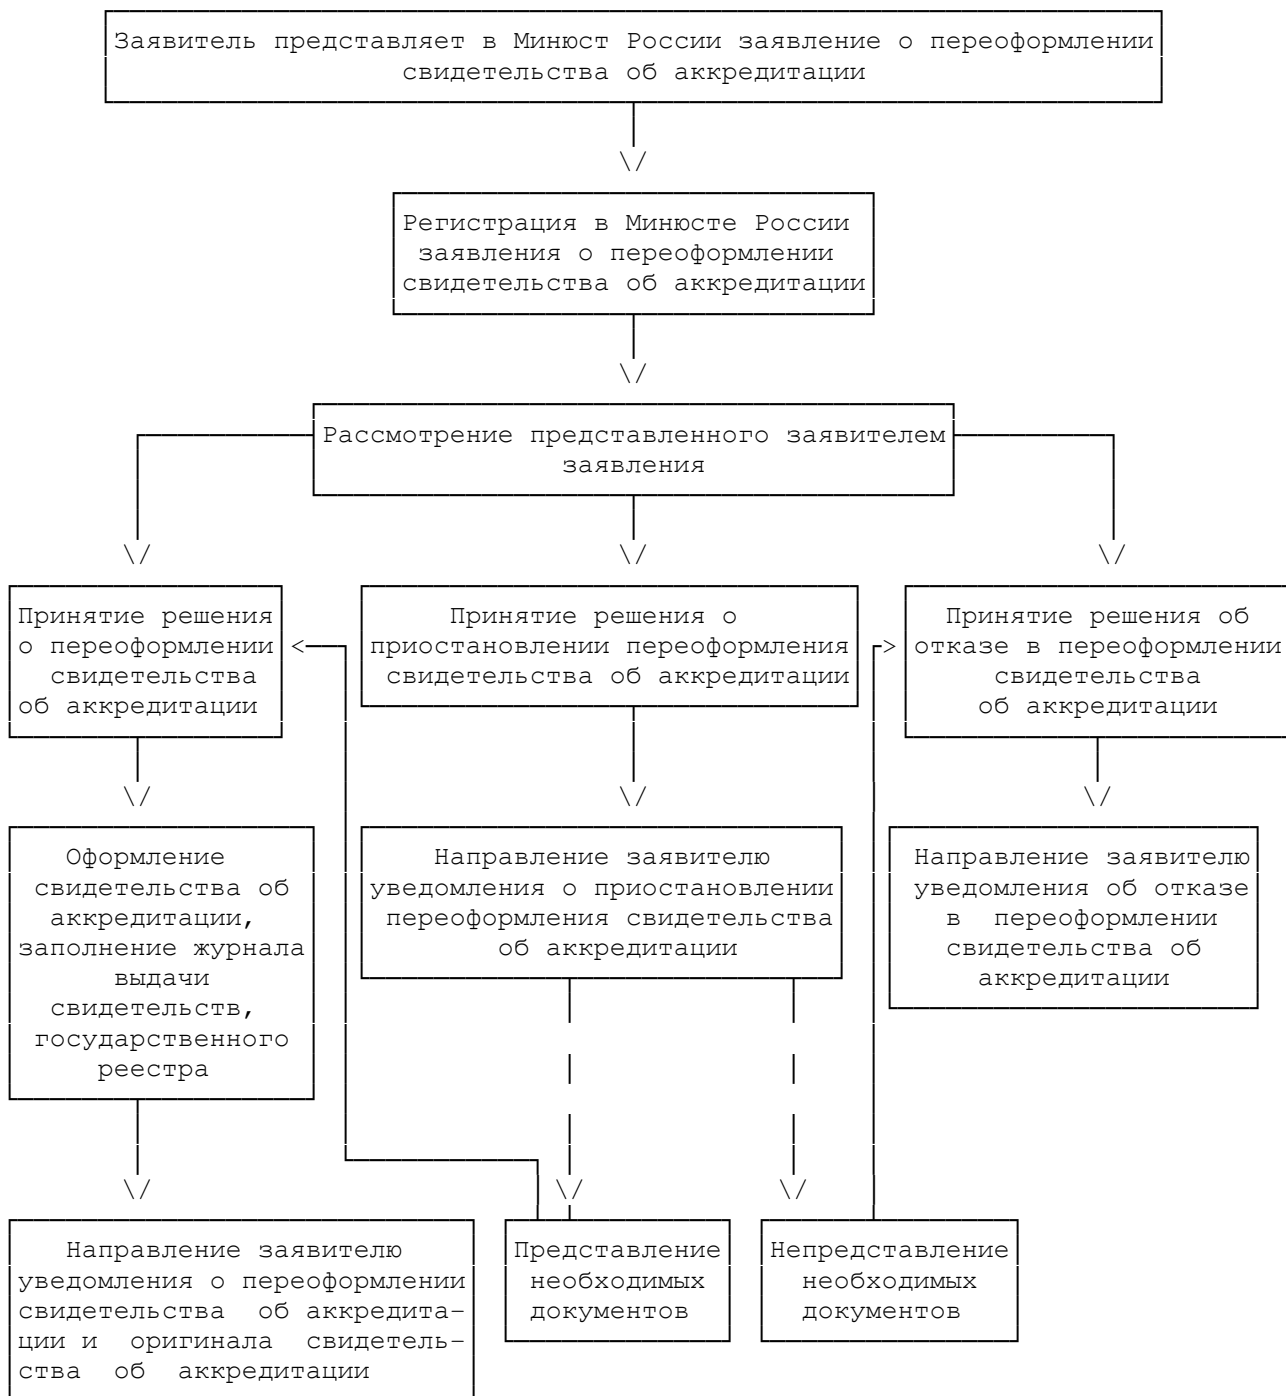 Заявитель представляет в Минюст России заявление о переоформлении
свидетельства об аккредитации
\/
Регистрация в Минюсте России
заявления о переоформлении
свидетельства об аккредитации
\/
Рассмотрение представленного заявителем
заявления
\/ \/ \/
Принятие решения
о переоформлении
свидетельства
об аккредитации
<
Принятие решения о
приостановлении переоформления
свидетельства об аккредитации
>
Принятие решения об
отказе в переоформлении
свидетельства
об аккредитации
\/ \/ \/
Оформление
свидетельства об
аккредитации,
заполнение журнала
выдачи
свидетельств,
государственного
реестра
Направление заявителю
уведомления о приостановлении
переоформления свидетельства
об аккредитации
Направление заявителю
уведомления об отказе
в переоформлении
свидетельства об
аккредитации
\/ \/ \/
Направление заявителю
уведомления о переоформлении
свидетельства об аккредита-
ции и оригинала свидетель-
ства об аккредитации
Представление
необходимых
документов
Непредставление
необходимых
документов